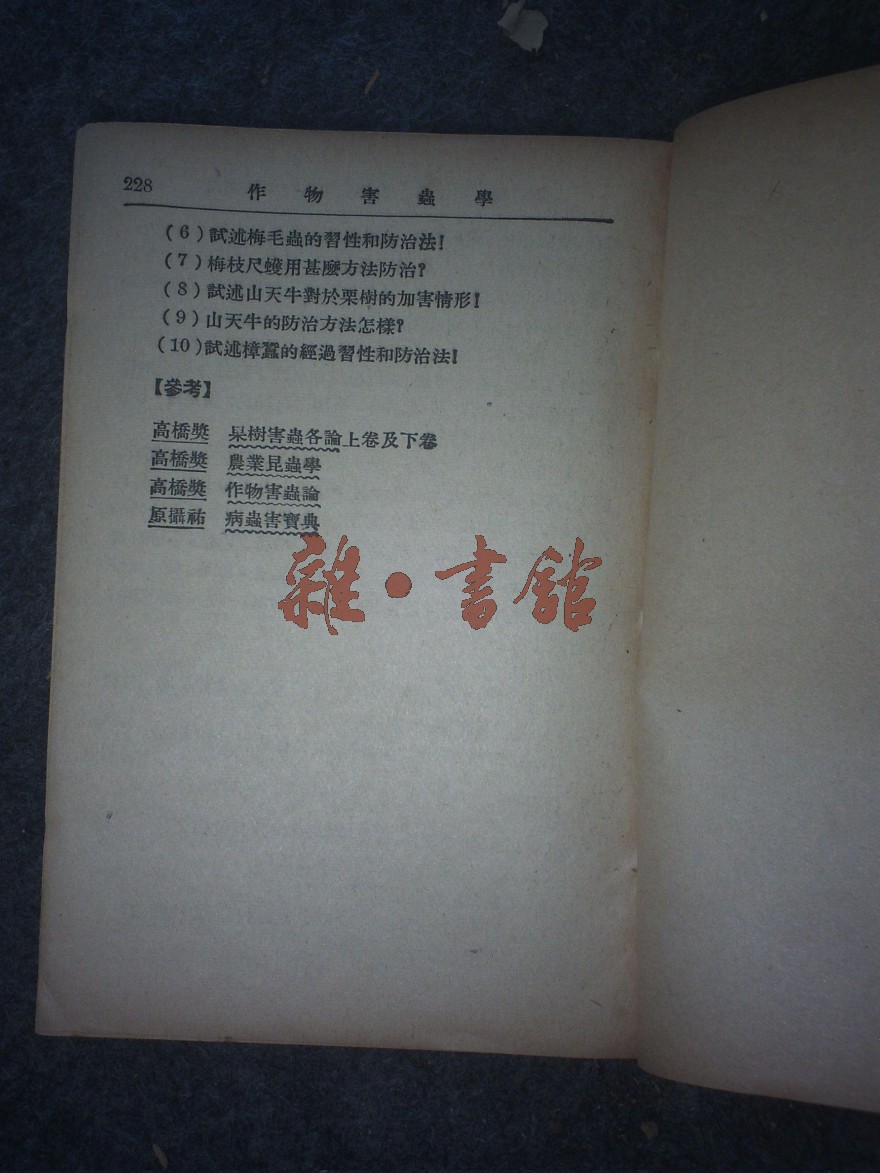 228 作物害蟲學
(6)試述梅毛蟲的習性和防治法!
(7)梅枝尺蠖用甚麼方法防治?
(8)試述山天牛對於栗樹的加害情形!
(9)山天牛的防治方法怎樣?
(10)試述樟蠶的經過習性和防治法!
【參考】
高橋獎 果樹害蟲各論上卷及下卷
高橋獎 農業昆蟲學
高橋獎 作物害蟲論
原攝祐 病蟲害寶典
雜·書館